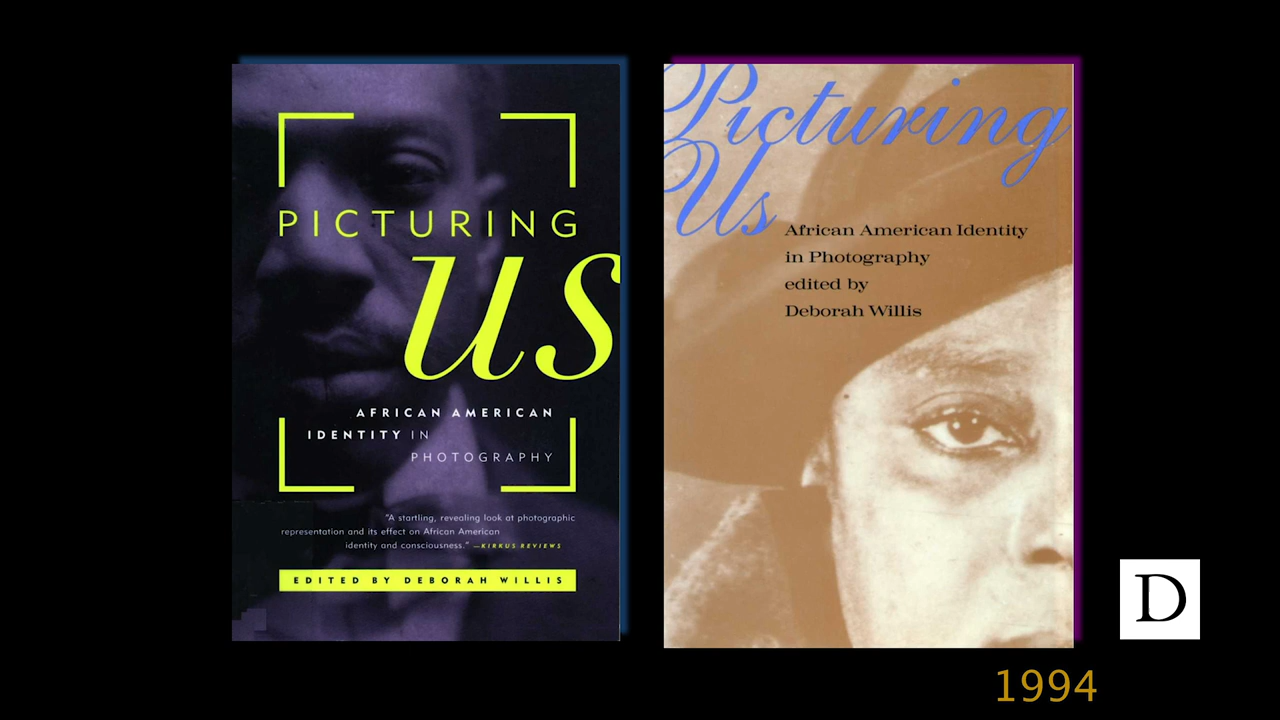 PICTURING
us
AFRICAN AMERICAN
IDENTITY IN
PHOTOGRAPHY
"A startling, revealing look at photographic
representation and its effect on African American
identity and consciousness." —KIRKUS REVIEWS
EDITED BY DEBORAH WILLIS
Picturing
Us
African American Identity
in Photography
edited by
Deborah Willis
D
1994